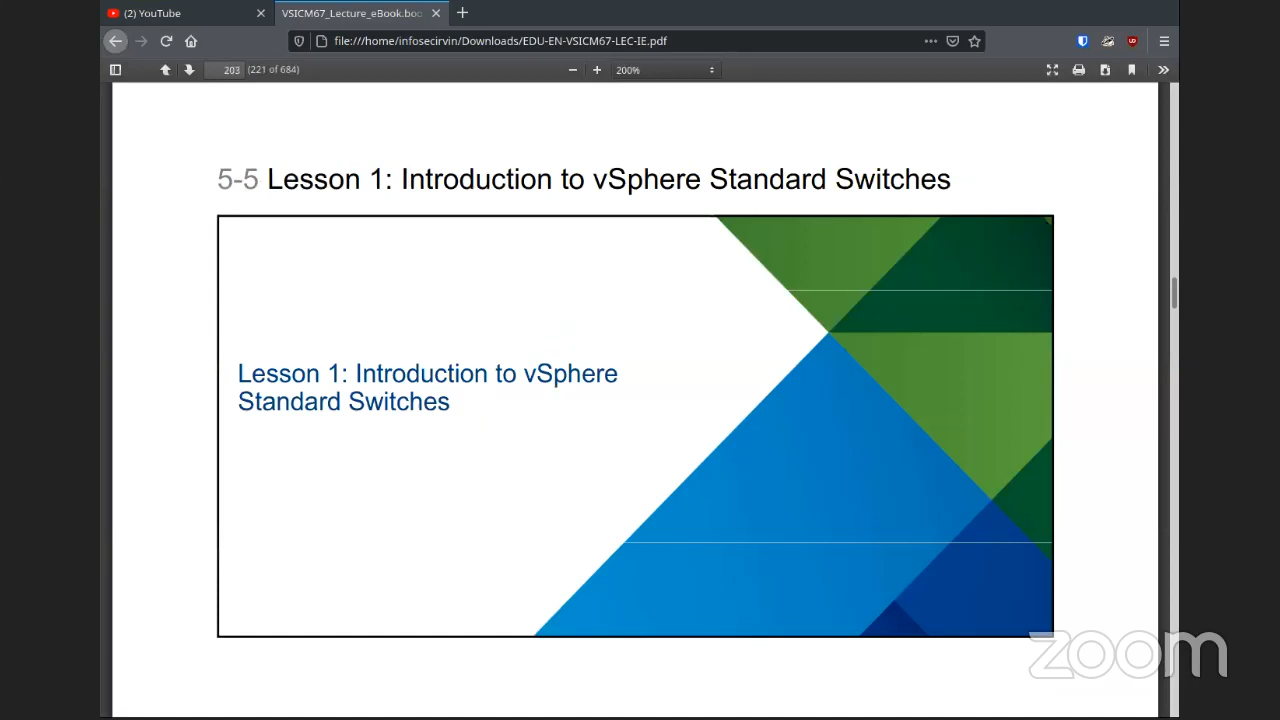 (2) YouTube
VSICM67_Lecture_eBook.boo
file:///home/infosecirvin/Downloads/EDU-EN-VSICM67-LEC-IE.pdf
203 (221 of 684)
200%
5-5 Lesson 1: Introduction to vSphere Standard Switches
Lesson 1: Introduction to vSphere
Standard Switches
zoom